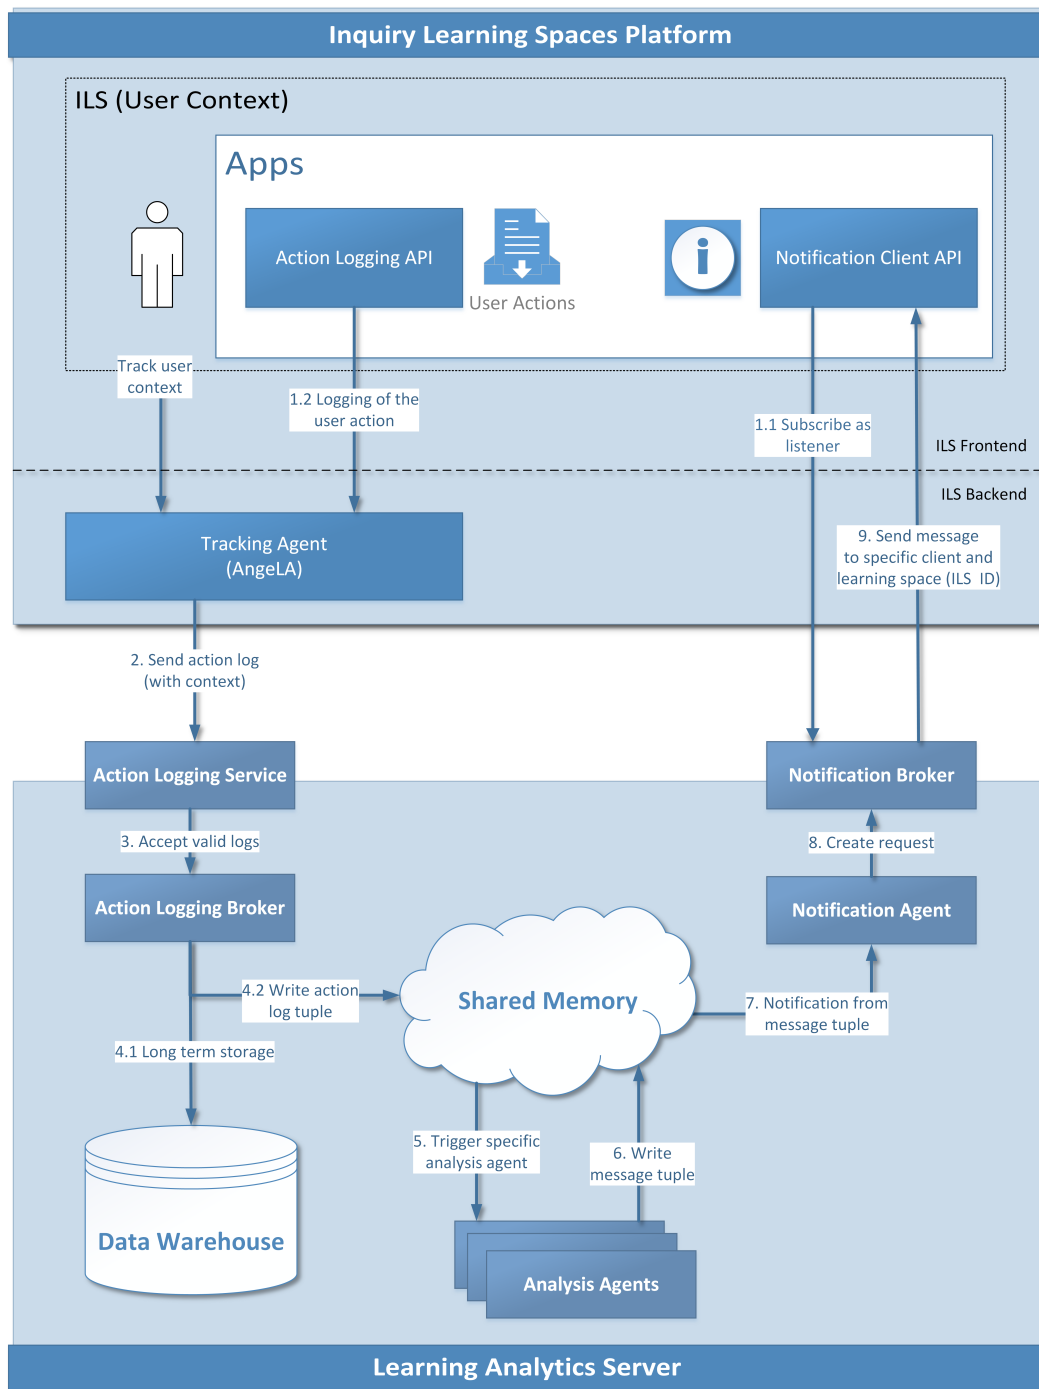 Inquiry Learning Spaces Platform
ILS (User Context)
Apps
Action Logging API
User Actions
Notification Client API
Track user
context
1.2 Logging of the
user action
1.1 Subscribe as
listener
ILS Frontend
ILS Backend
Tracking Agent
(AngeLA)
9. Send message
to specific client and
learning space (ILS ID)
2. Send action log
(with context)
Action Logging Service
Notification Broker
3. Accept valid logs
8. Create request
Action Logging Broker
Notification Agent
4.2 Write action
log tuple
Shared Memory
7. Notification from
message tuple
4.1 Long term storage
5. Trigger specific
analysis agent
6. Write
message tuple
Data Warehouse
Analysis Agents
Learning Analytics Server